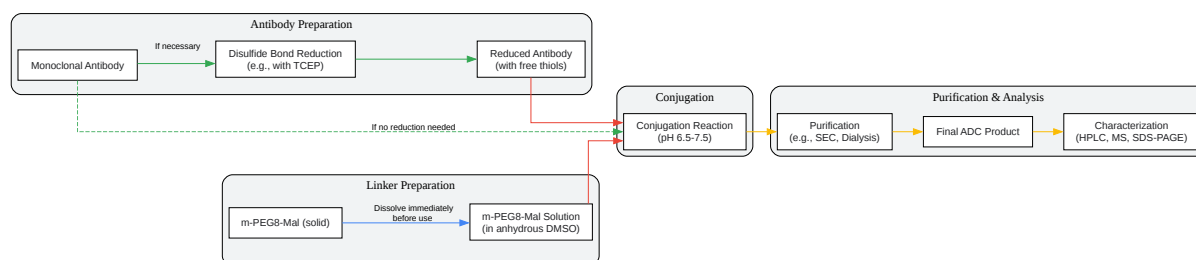 Antibody Preparation
Monoclonal Antibody
If necessary
Disulfide Bond Reduction
(e.g., with TCEP)
Reduced Antibody
(with free thiols)
If no reduction needed
Linker Preparation
m-PEG8-Mal (solid)
Dissolve immediately
before use
m-PEG8-Mal Solution
(in anhydrous DMSO)
Conjugation
Conjugation Reaction
(pH 6.5-7.5)
Purification & Analysis
Purification
(e.g., SEC, Dialysis)
Final ADC Product
Characterization
(HPLC, MS, SDS-PAGE)